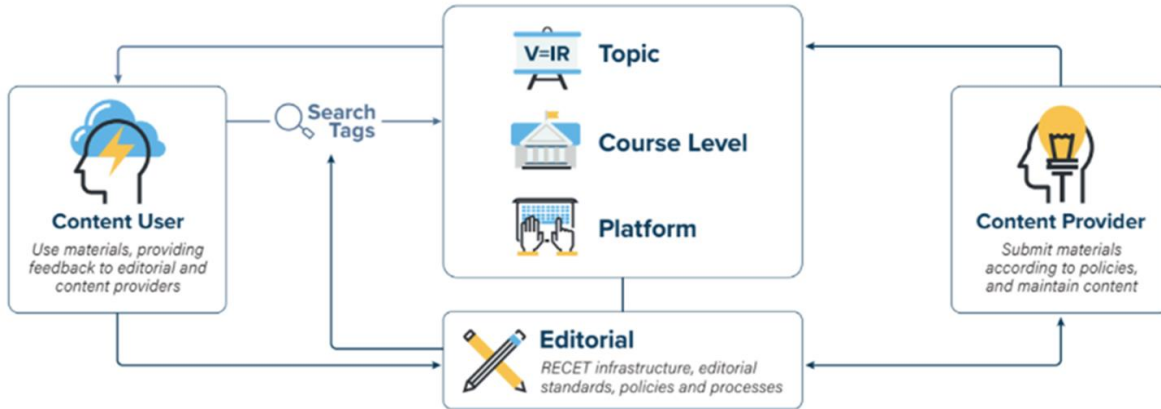 V=IR
Topic
Search
Tags
Course Level
Platform
Content User
Use materials, providing
feedback to editorial and
content providers
Content Provider
Submit materials
according to policies,
and maintain content
Editorial
RECET infrastructure, editorial
standards, policies and processes